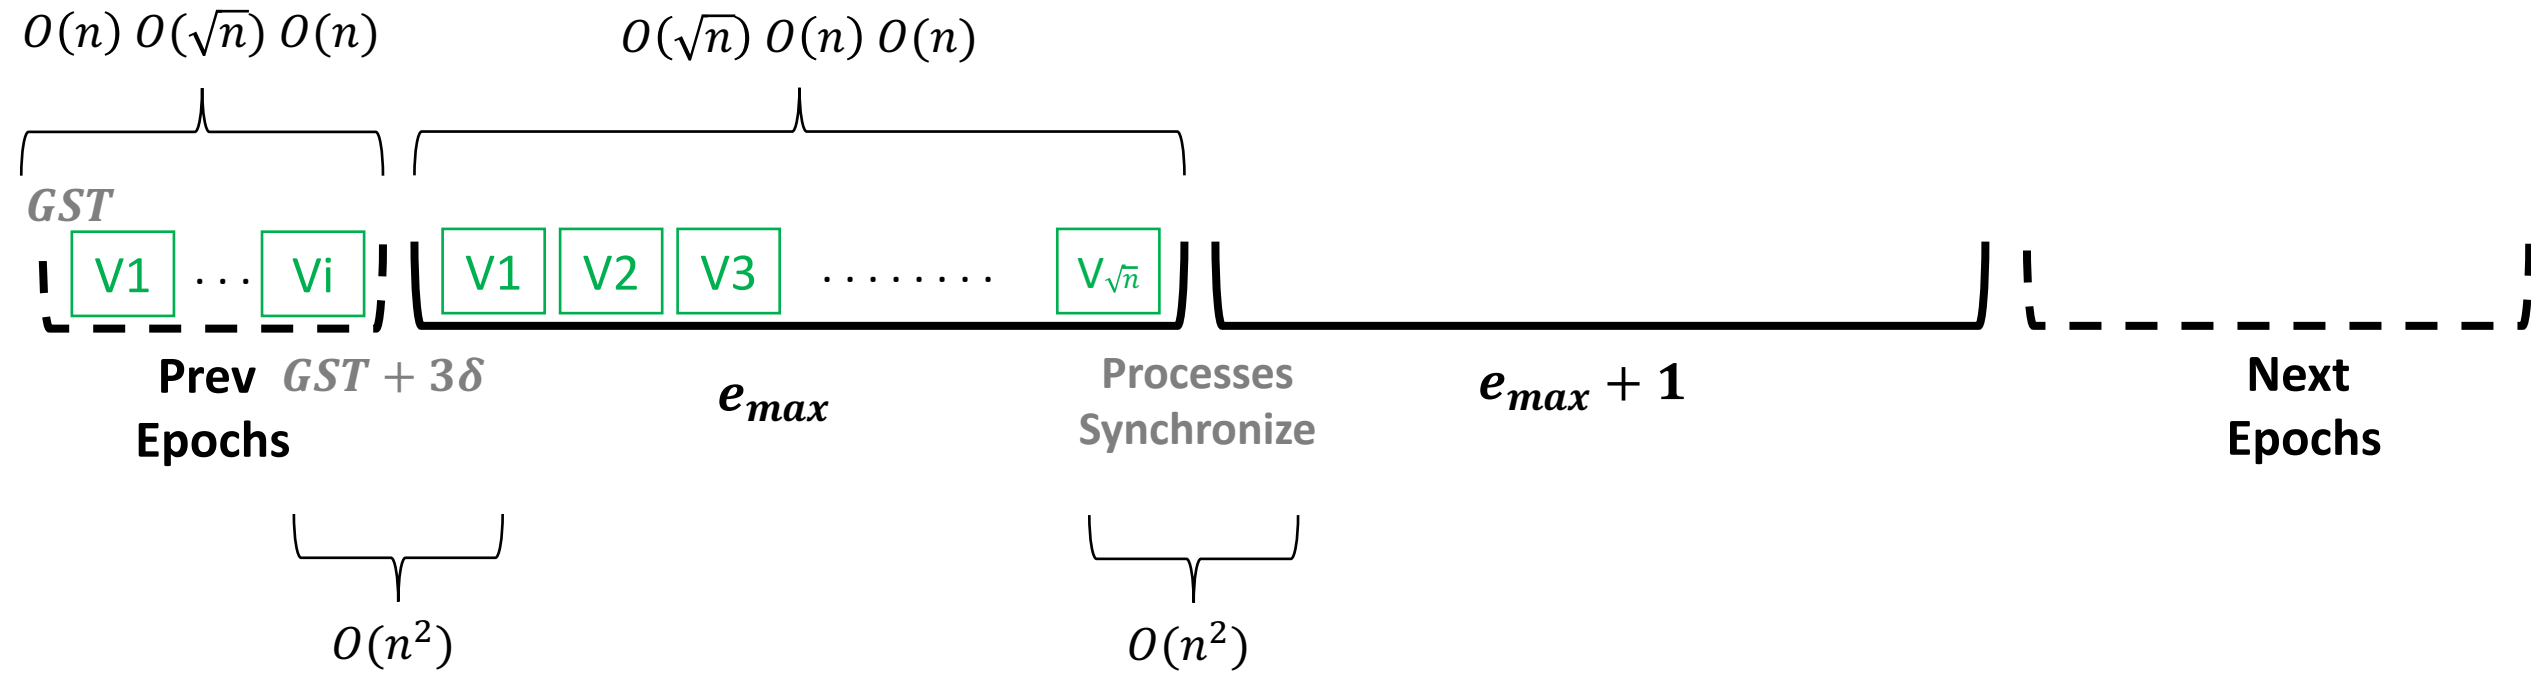 O(n) O(√n) O(n)
O(√n) O(n) O(n)
GST
V1 ... Vi
V1 V2 V3 ........ V√n
Prev Epochs
GST + 3δ
e_max
Processes Synchronize
e_max + 1
Next Epochs
O(n²)
O(n²)